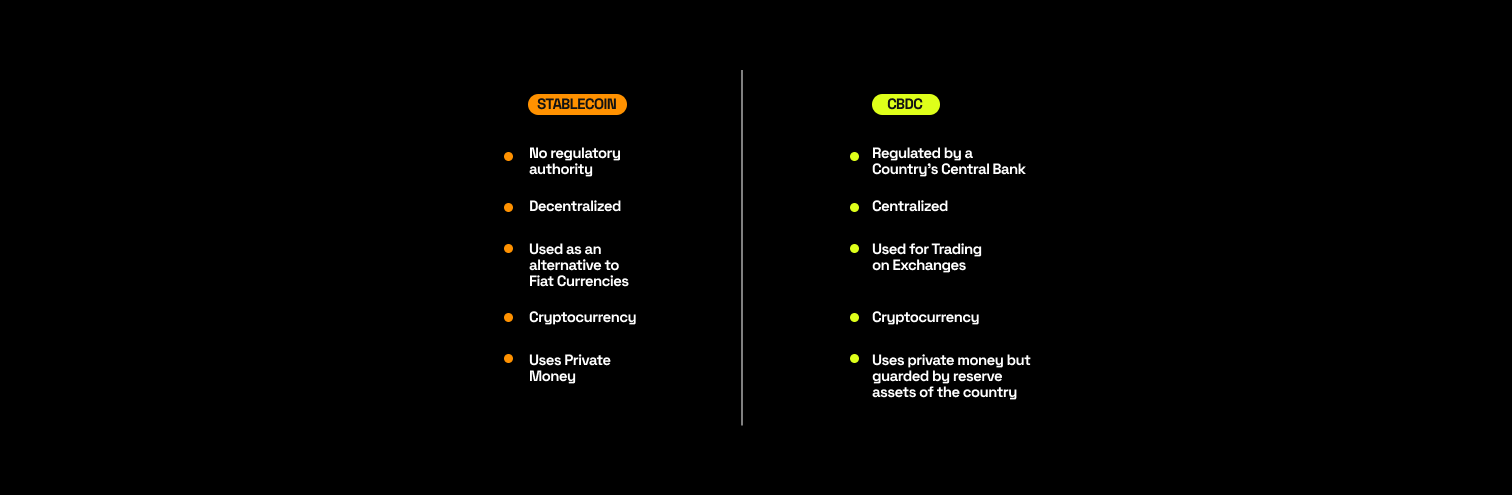 STABLECOIN
No regulatory
authority
Decentralized
Used as an
alternative to
Fiat Currencies
Cryptocurrency
Uses Private
Money
CBDC
Regulated by a
Country's Central Bank
Centralized
Used for Trading
on Exchanges
Cryptocurrency
Uses private money but
guarded by reserve
assets of the country